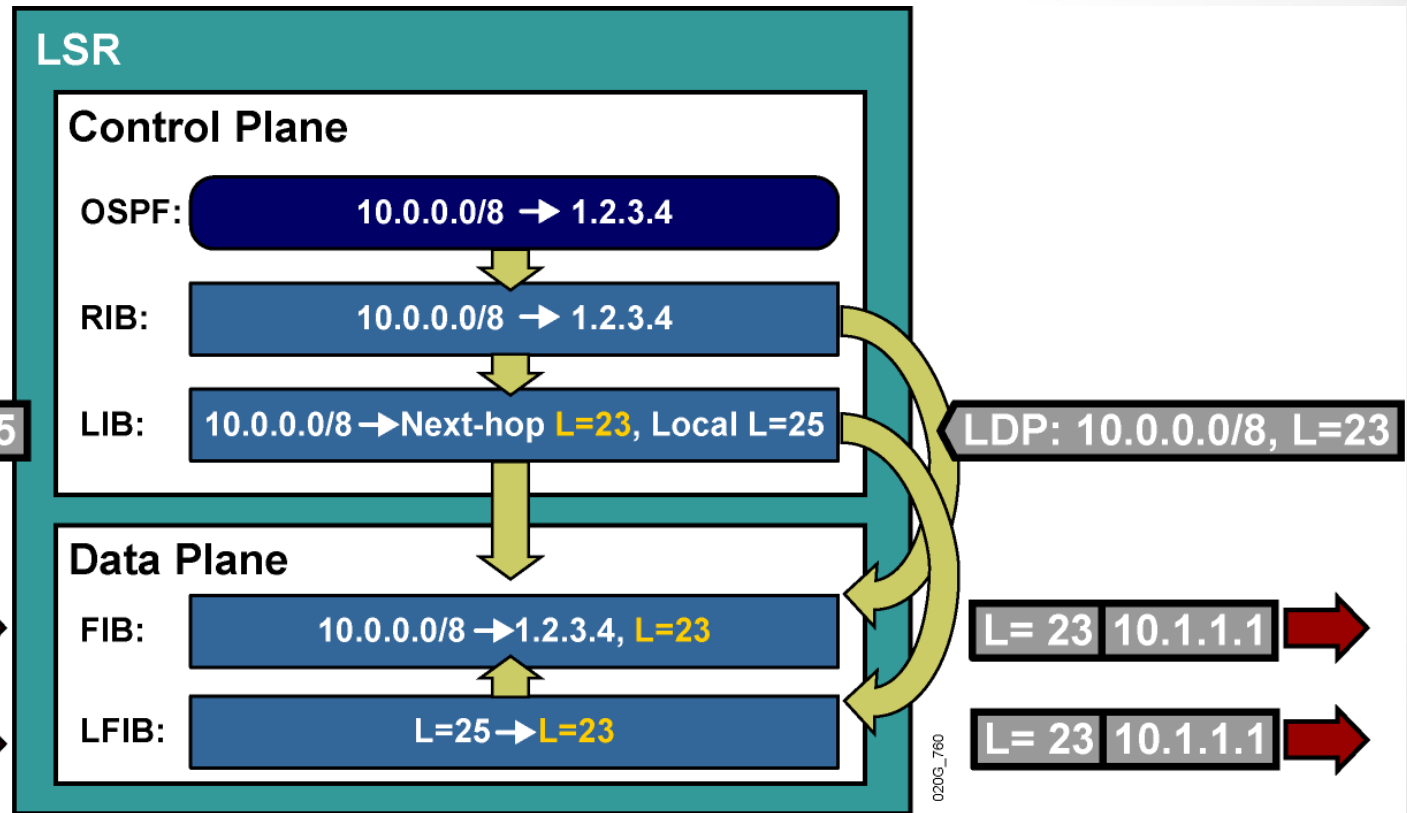 LSR
Control Plane
OSPF: 10.0.0.0/8 → 1.2.3.4
RIB: 10.0.0.0/8 → 1.2.3.4
5
LIB: 10.0.0.0/8 →Next-hop L=23, Local L=25
LDP: 10.0.0.0/8, L=23
Data Plane
FIB: 10.0.0.0/8 →1.2.3.4, L=23
L= 23 10.1.1.1
LFIB: L=25→L=23
L= 23 10.1.1.1
020G_760